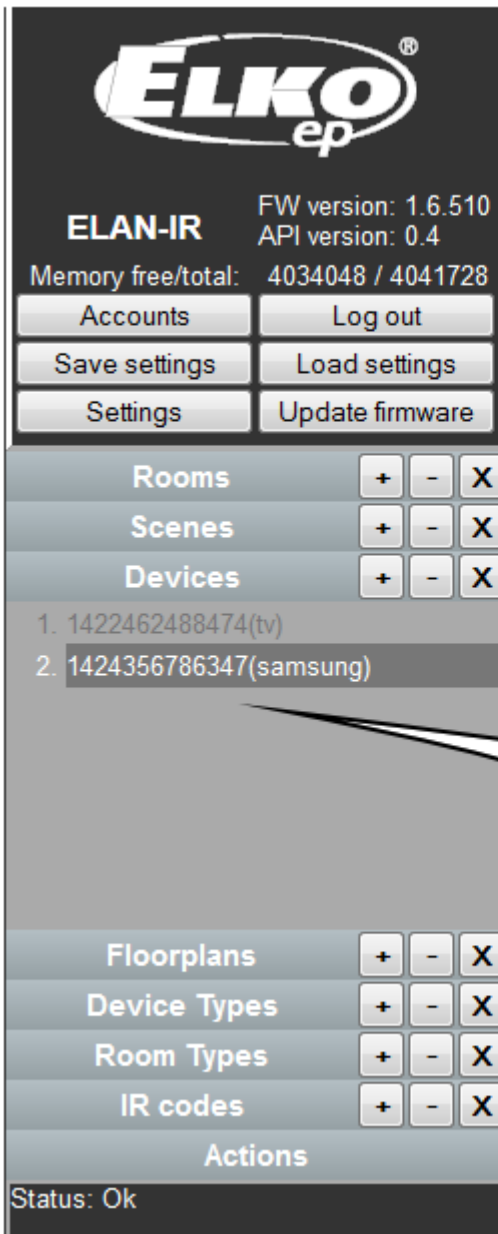 ELKO
®
ep
ELAN-IR
FW version: 1.6.510
API version: 0.4
Memory free/total: 4034048 / 4041728
Accounts Log out
Save settings Load settings
Settings Update firmware
Rooms + - X
Scenes + - X
Devices + - X
1. 1422462488474(tv)
2. 1424356786347(samsung)
Floorplans + - X
Device Types + - X
Room Types + - X
IR codes + - X
Actions
Status: Ok